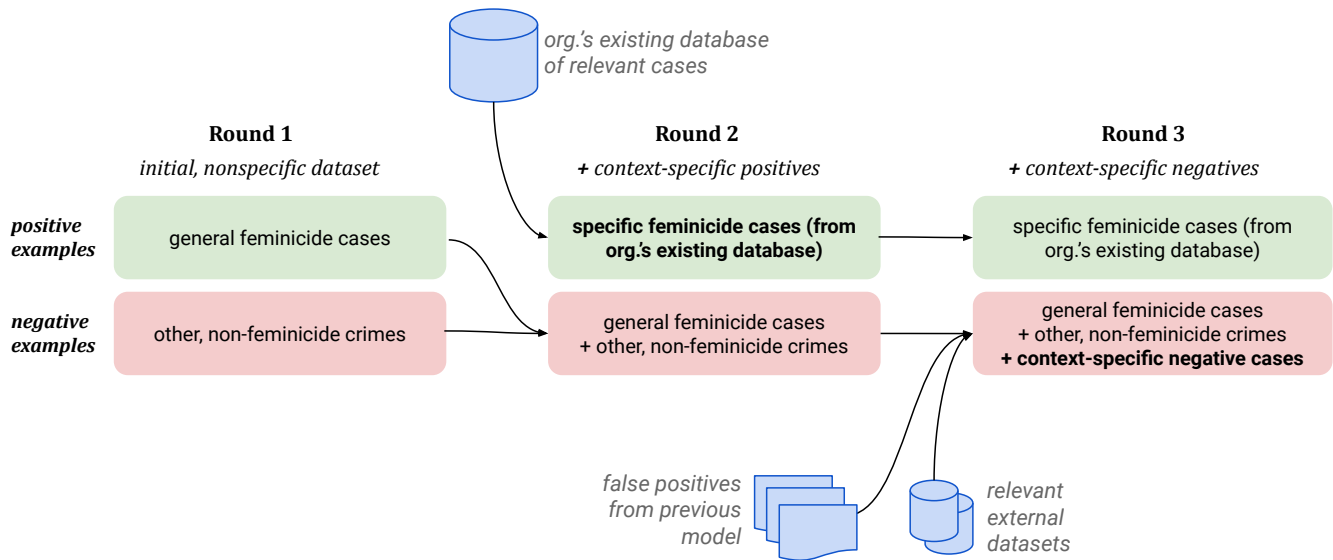 org.'s existing database
of relevant cases
Round 1
initial, nonspecific dataset
Round 2
+ context-specific positives
Round 3
+ context-specific negatives
positive
examples
general feminicide cases
specific feminicide cases (from
org.'s existing database)
specific feminicide cases (from
org.'s existing database)
negative
examples
other, non-feminicide crimes
general feminicide cases
+ other, non-feminicide crimes
general feminicide cases
+ other, non-feminicide crimes
+ context-specific negative cases
false positives
from previous
model
relevant
external
datasets